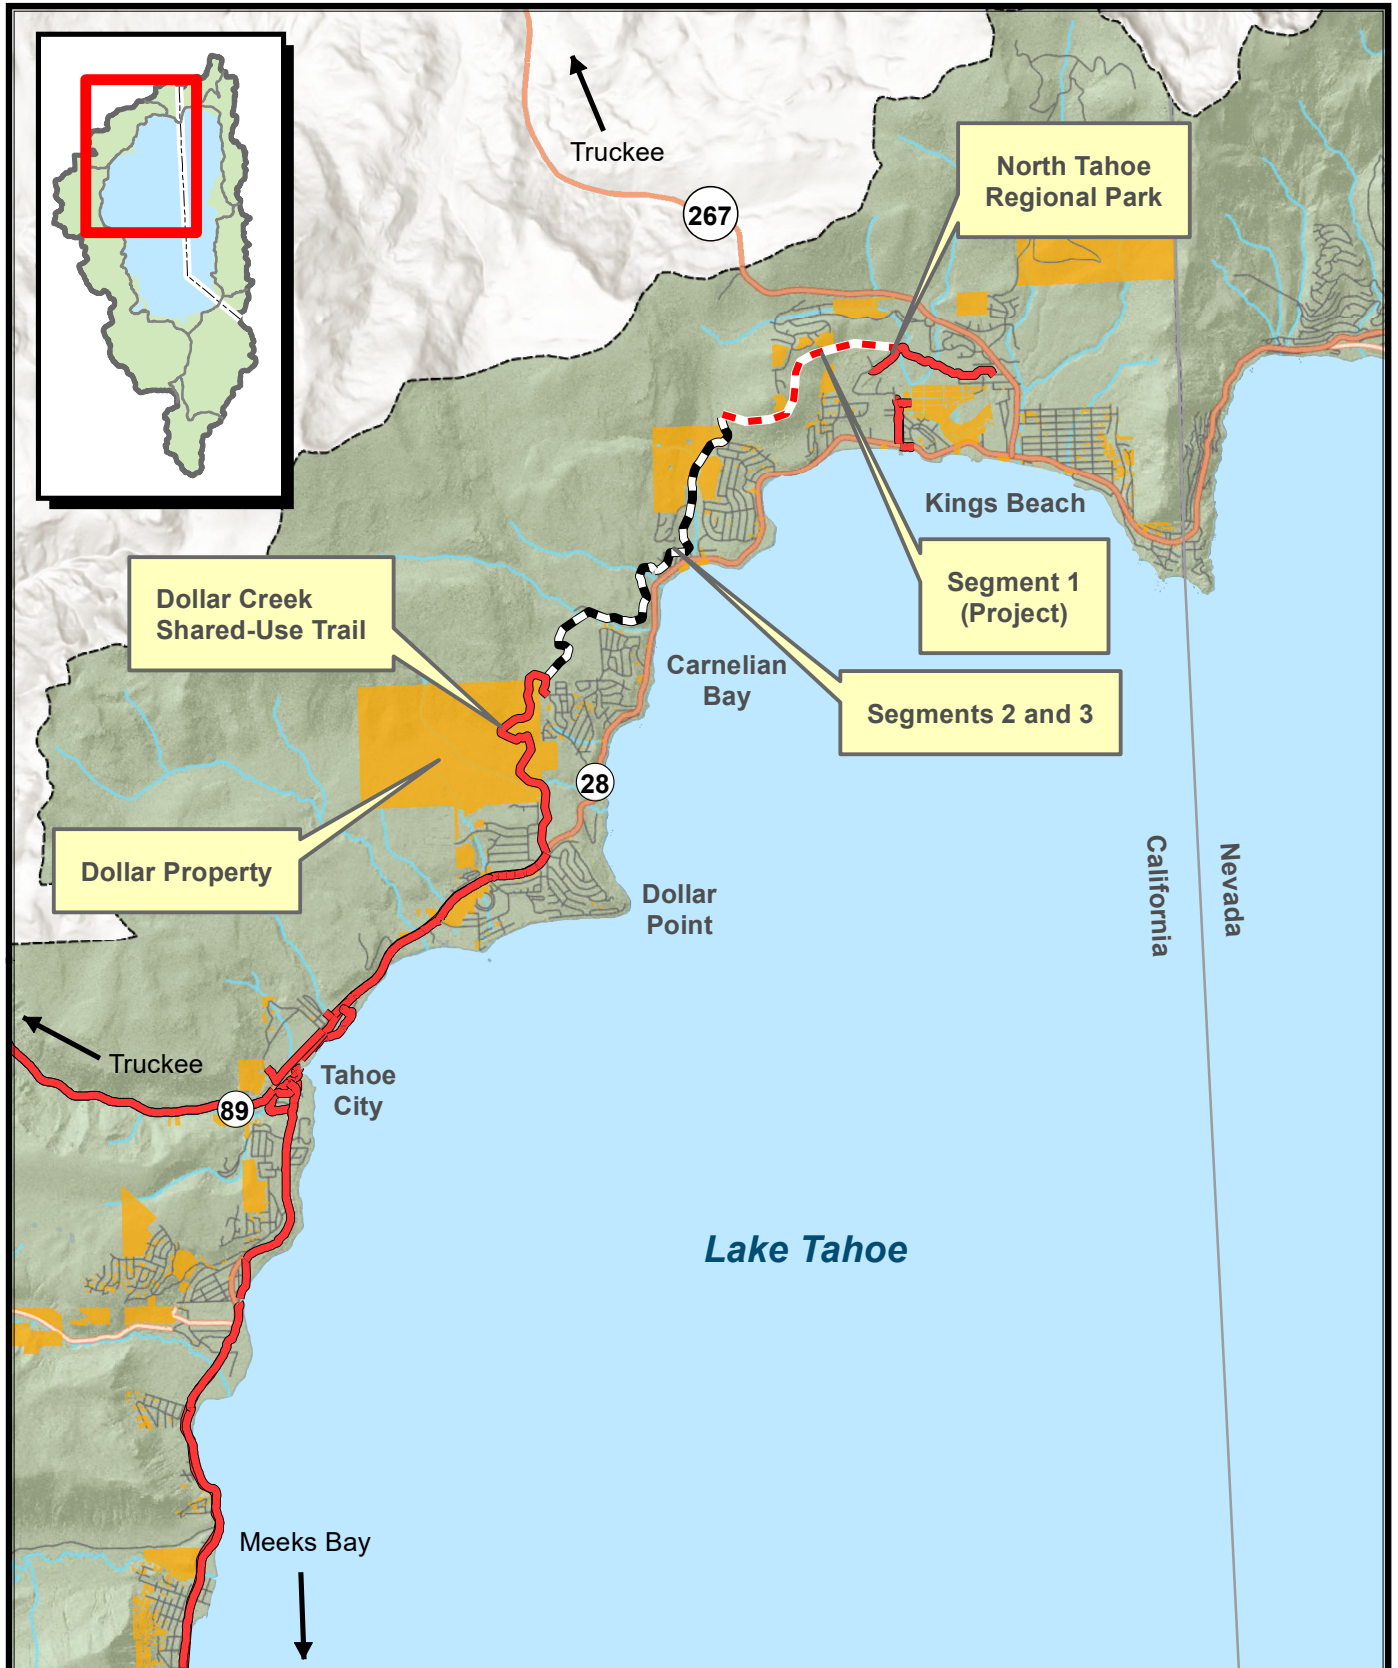 Truckee
267
North Tahoe
Regional Park
Kings Beach
Segment 1
(Project)
Dollar Creek
Shared-Use Trail
Carnelian
Bay
Segments 2 and 3
28
Dollar Property
Dollar
Point
California
Nevada
Truckee
Tahoe
City
89
Lake Tahoe
Meeks Bay